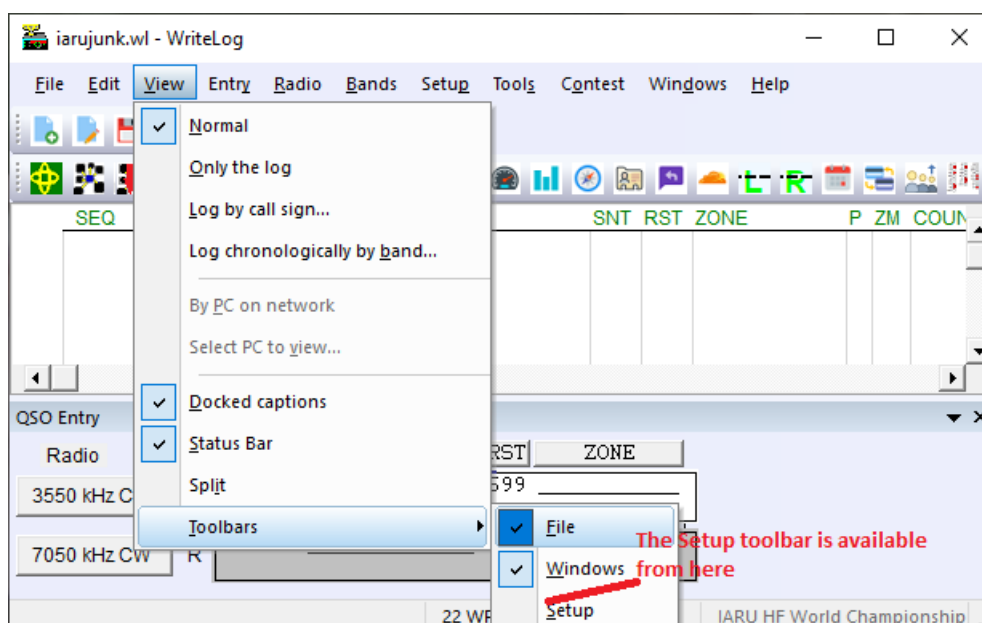 iarujunk.wl - WriteLog
File Edit View Entry Radio Bands Setup Tools Contest Windows Help
Normal
Only the log
Log by call sign...
Log chronologically by band...
By PC on network
Select PC to view...
Docked captions
Status Bar
Split
Toolbars
File
Windows
Setup
The Setup toolbar is available
from here
SEQ SNT RST ZONE P ZM COUN
QSO Entry
Radio RST ZONE
3550 kHz C 599
7050 kHz CW R
22 IARU HF World Championship